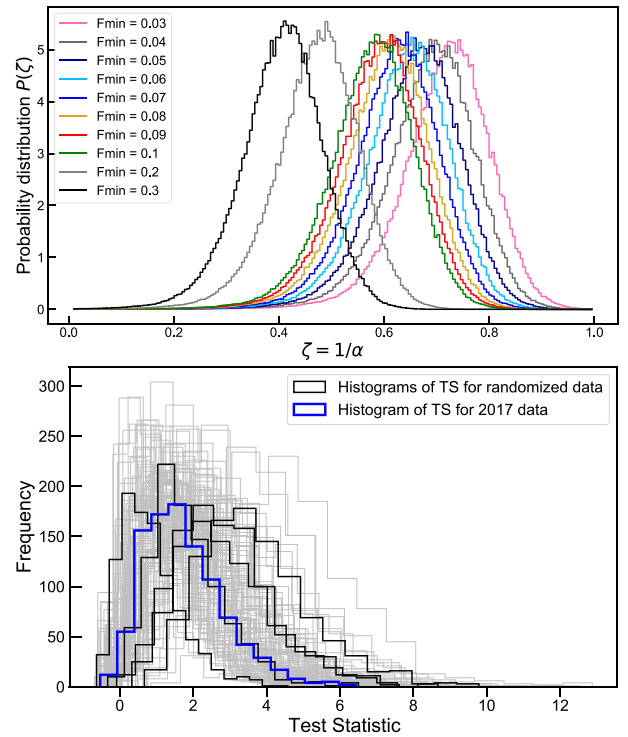 Fmin = 0.03
Fmin = 0.04
Fmin = 0.05
Fmin = 0.06
Fmin = 0.07
Fmin = 0.08
Fmin = 0.09
Fmin = 0.1
Fmin = 0.2
Fmin = 0.3
Probability distribution P(ζ)
5
4
3
2
1
0
0.0 0.2 0.4 0.6 0.8 1.0
ζ = 1/α
Histograms of TS for randomized data
Histogram of TS for 2017 data
Frequency
300
250
200
150
100
50
0
0 2 4 6 8 10 12
Test Statistic